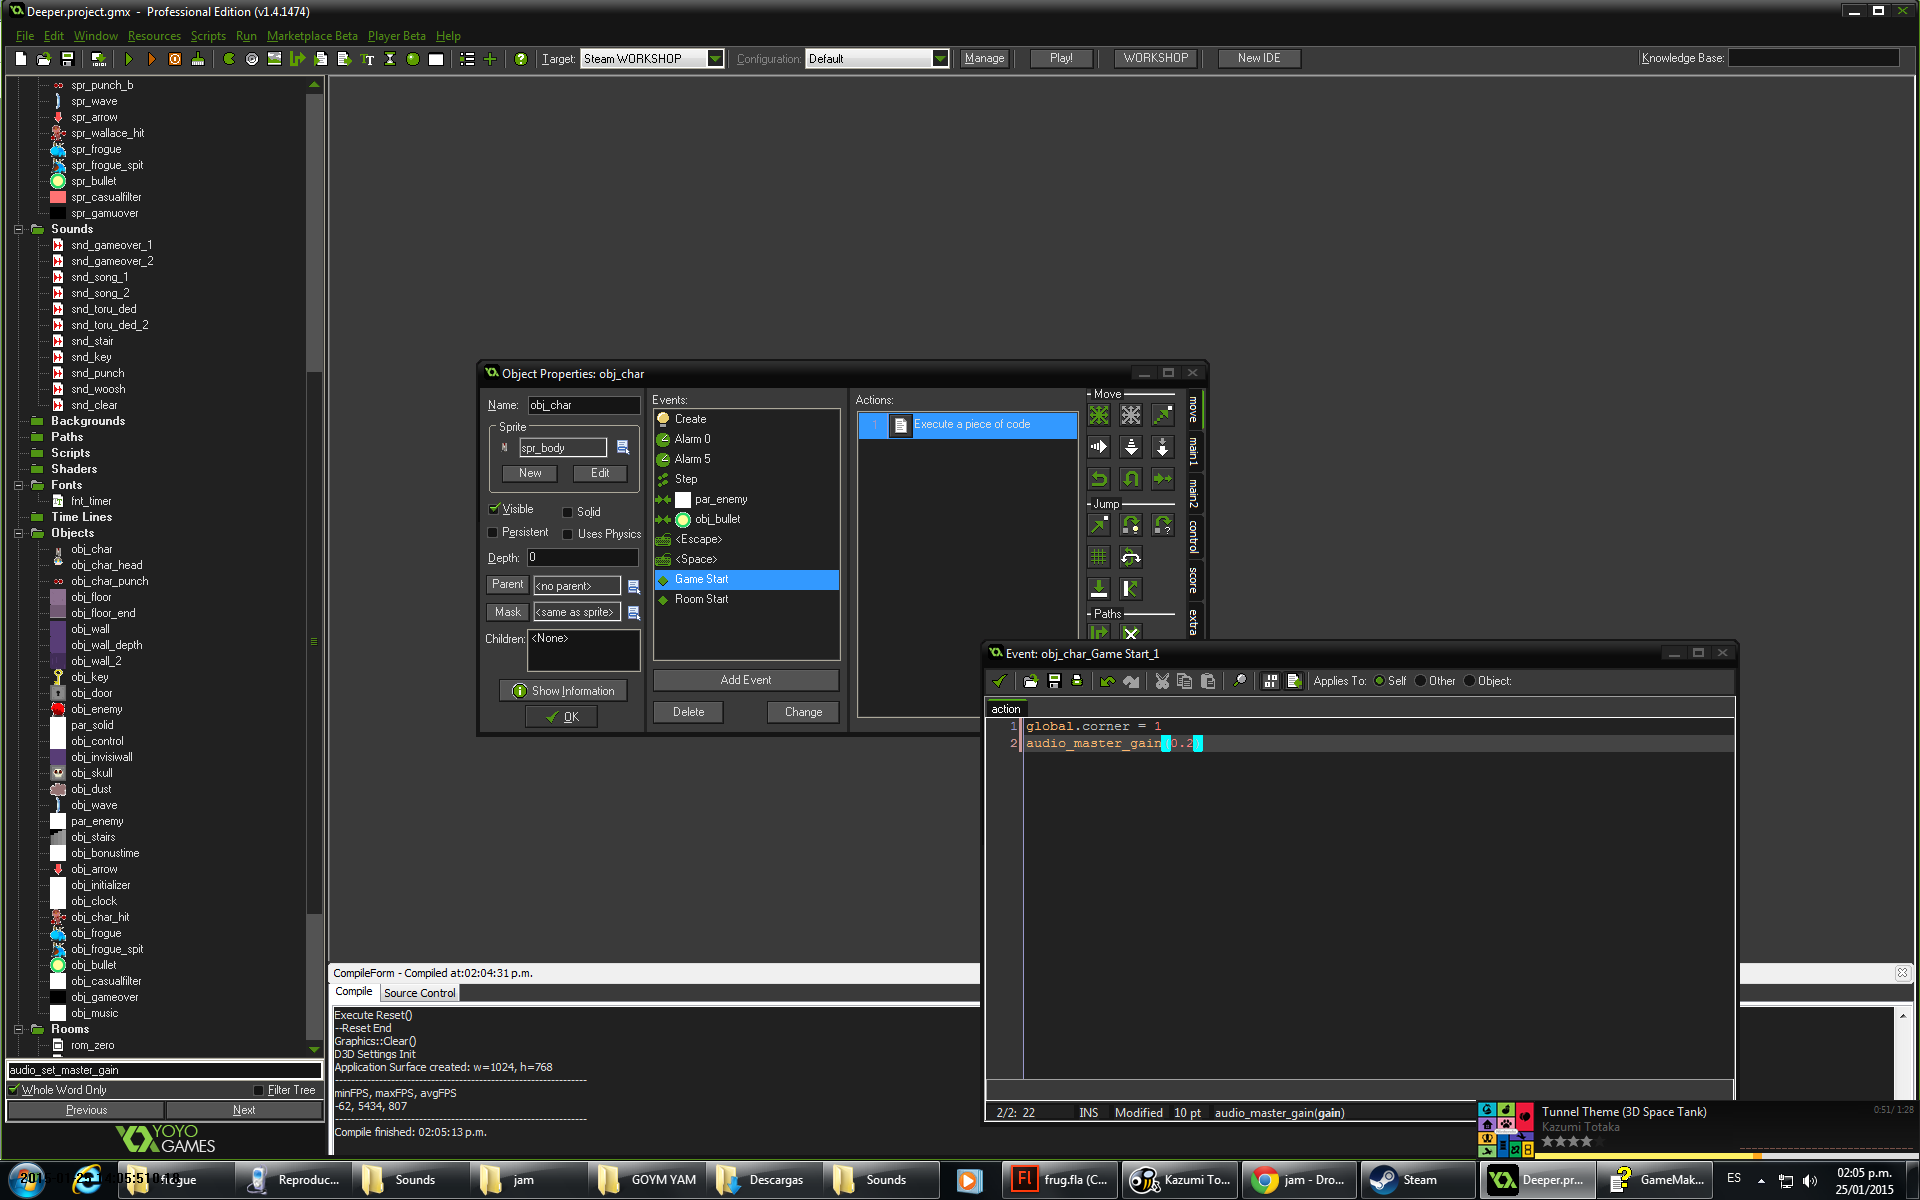 Deeper.project.gmx - Professional Edition (v1.4.1474)
File Edit Window Resources Scripts Run Marketplace Beta Player Beta Help
Target: Steam WORKSHOP Configuration: Default Manage Play! WORKSHOP New IDE Knowledge Base:
spr_punch_b
spr_wave
spr_arrow
spr_wallace_hit
spr_frogue
spr_frogue_spit
spr_bullet
spr_casualfilter
spr_gamuover
Sounds
snd_gameover_1
snd_gameover_2
snd_song_1
snd_song_2
snd_toru_ded
snd_toru_ded_2
snd_stair
snd_key
snd_punch
snd_woosh
snd_clear
Backgrounds
Paths
Scripts
Shaders
Fonts
fnt_timer
Time Lines
Objects
obj_char
obj_char_head
obj_char_punch
obj_floor
obj_floor_end
obj_wall
obj_wall_depth
obj_wall_2
obj_key
obj_door
obj_enemy
par_solid
obj_control
obj_invisiwall
obj_skull
obj_dust
obj_wave
par_enemy
obj_stairs
obj_bonustime
obj_arrow
obj_initializer
obj_clock
obj_char_hit
obj_frogue
obj_frogue_spit
obj_bullet
obj_casualfilter
obj_gameover
obj_music
Rooms
rom_zero
audio_set_master_gain
Whole Word Only Filter Tree
Previous Next
YOYO
GAMES
Object Properties: obj_char
Name: obj_char
Sprite
spr_body
New Edit
Visible Solid
Persistent Uses Physics
Depth: 0
Parent <no parent>
Mask <same as sprite>
Children: <None>
Show Information
OK
Events:
Create
Alarm 0
Alarm 5
Step
par_enemy
obj_bullet
<Escape>
<Space>
Game Start
Room Start
Add Event
Delete Change
Actions:
1 Execute a piece of code
Move
Jump
Paths
move
main1
main2
control
score
extra
Event: obj_char_Game Start_1
Applies To: Self Other Object:
action
1 global.corner = 1
2 audio_master_gain(0.2)
2/2: 22 INS Modified 10 pt audio_master_gain(gain)
CompileForm - Compiled at:02:04:31 p.m.
Compile Source Control
Execute Reset()
--Reset End
Graphics::Clear()
D3D Settings Init
Application Surface created: w=1024, h=768
minFPS, maxFPS, avgFPS
-62, 5434, 807
Compile finished: 02:05:13 p.m.
Tunnel Theme (3D Space Tank) 0:51/ 1:28
Kazumi Totaka
Reproduc...
Sounds
jam
GOYM YAM
Descargas
Sounds
frug.fla (C...
Kazumi To...
jam - Dro...
Steam
Deeper.pr...
GameMak...
ES
02:05 p.m.
25/01/2015